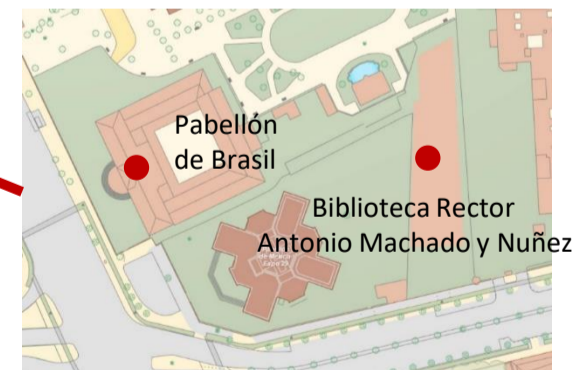 Pabellón
de Brasil
Biblioteca Rector
Antonio Machado y Nuñez